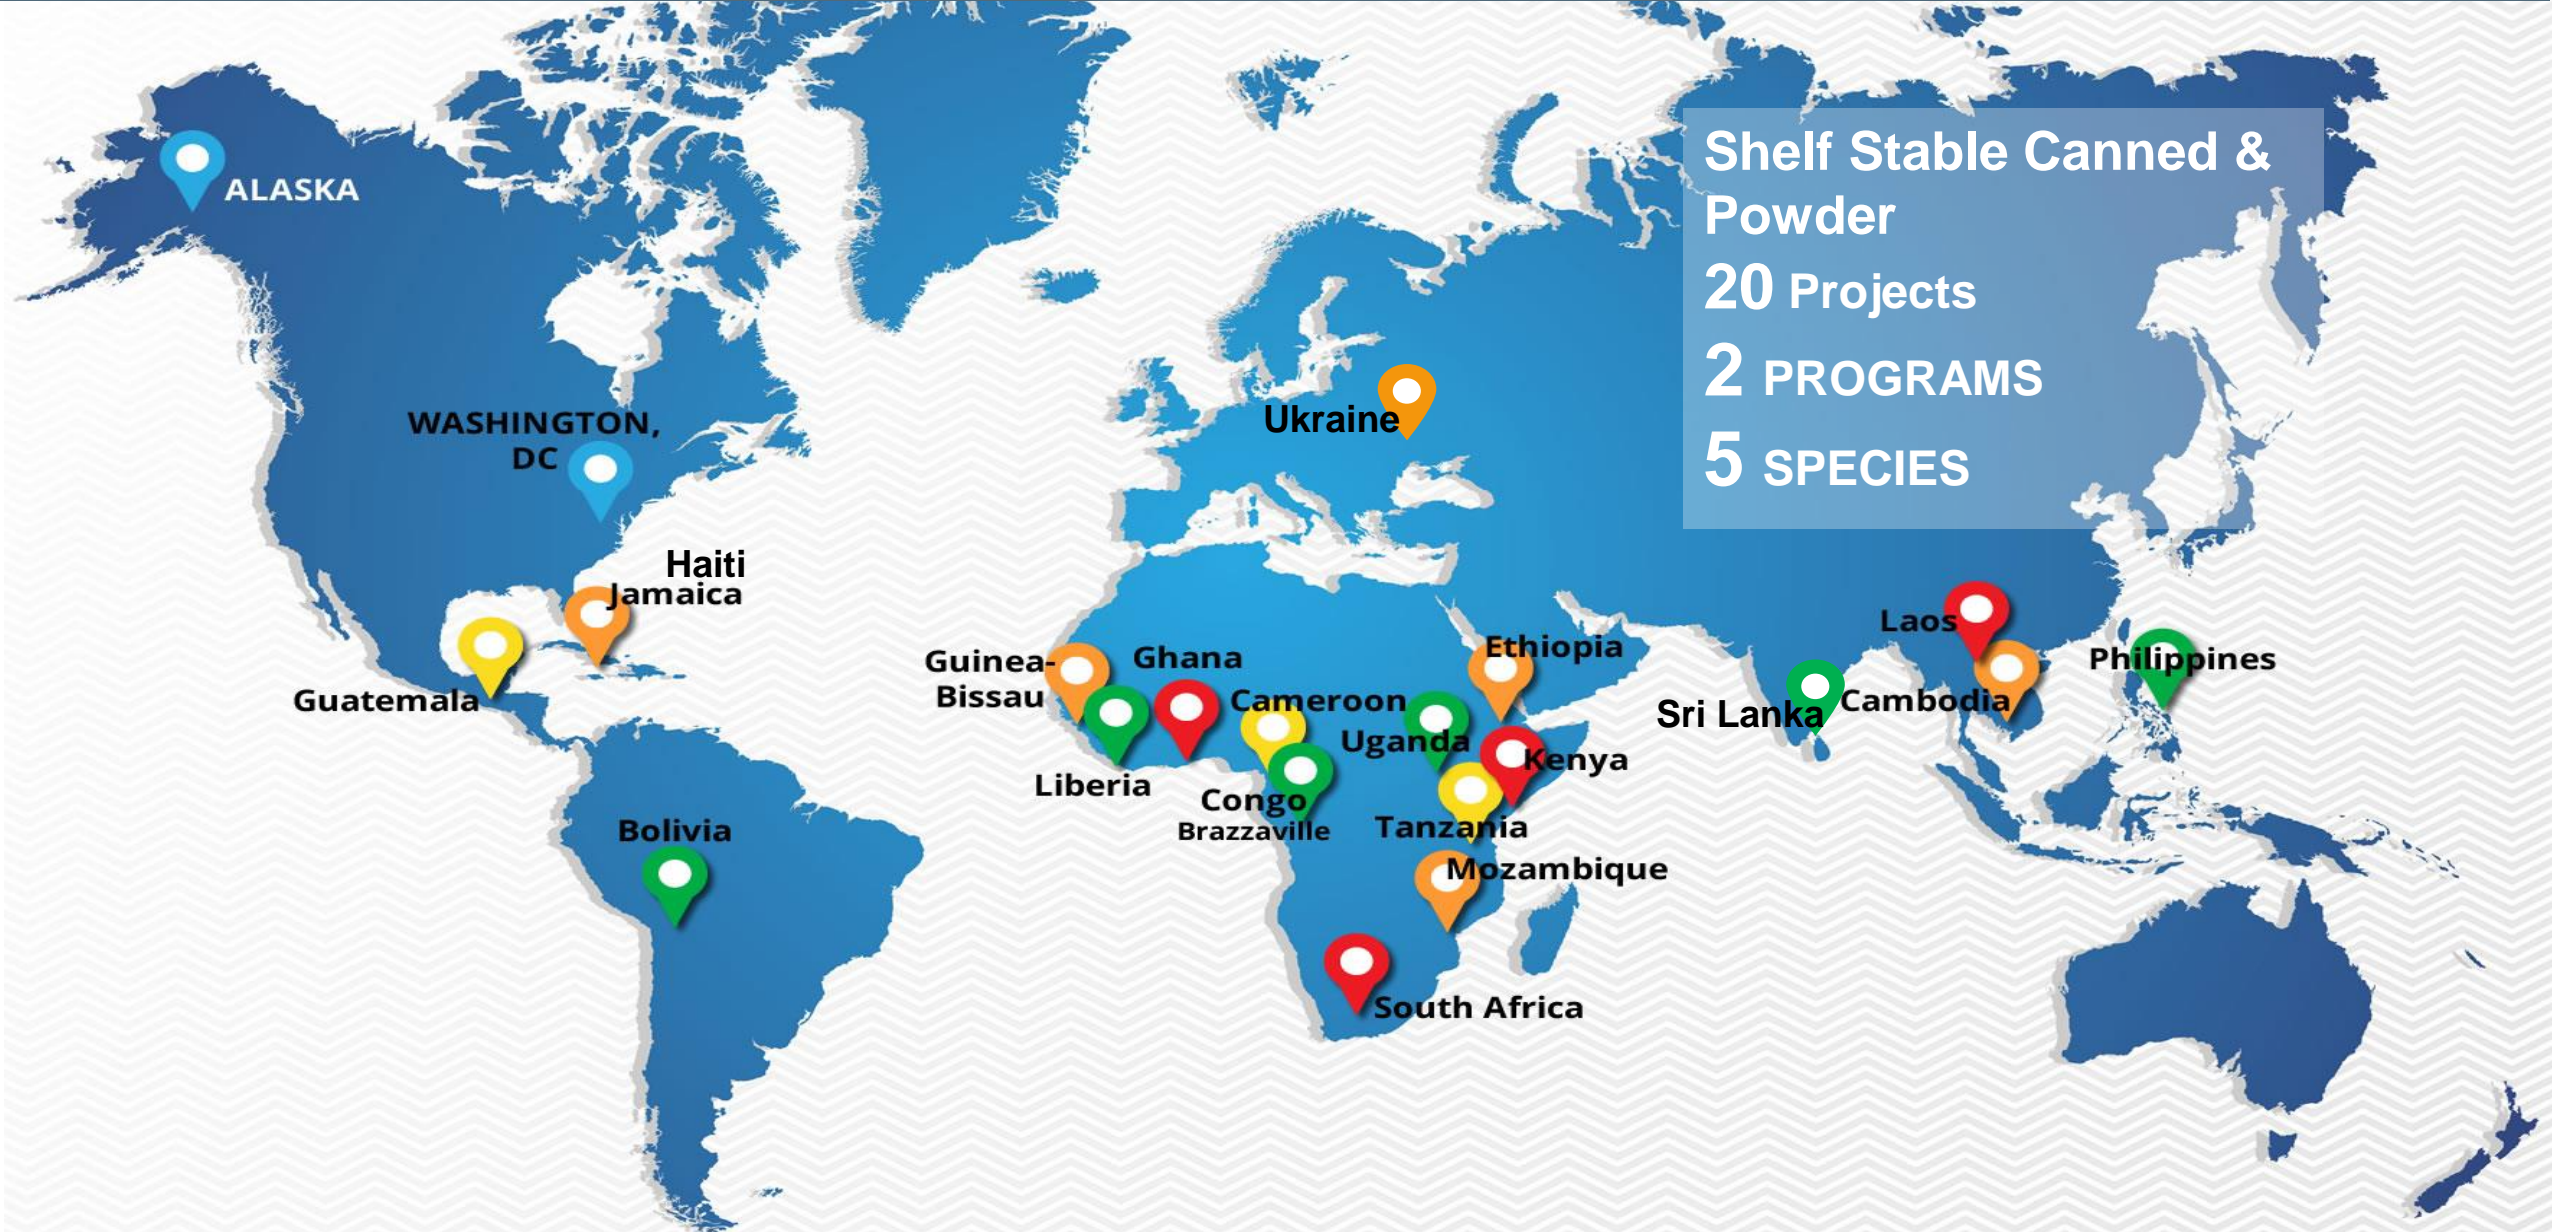 Shelf Stable Canned &
Powder
20 Projects
2 PROGRAMS
5 SPECIES
ALASKA
WASHINGTON,
DC
Ukraine
Haiti
Jamaica
Guatemala
Bolivia
Guinea-
Bissau
Ghana
Liberia
Cameroon
Congo
Brazzaville
Uganda
Ethiopia
Kenya
Tanzania
Mozambique
South Africa
Sri Lanka
Laos
Cambodia
Philippines